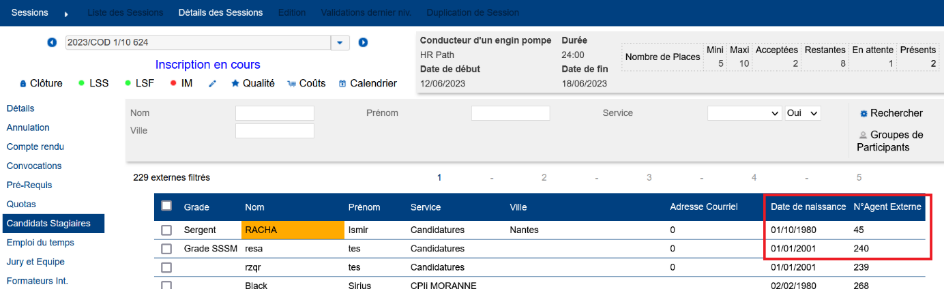 Sessions Liste des Sessions Détails des Sessions Edition Validations dernier niv. Duplication de Session
2023/COD 1/10 624
Inscription en cours
Clôture LSS LSF IM Qualité Coûts Calendrier
Conducteur d'un engin pompe Durée
HR Path 24:00
Date de début Date de fin
12/06/2023 18/06/2023
Nombre de Places Mini Maxi Acceptées Restantes En attente Présents
5 10 2 8 1 2
Détails
Annulation
Compte rendu
Convocations
Pré-Requis
Quotas
Candidats Stagiaires
Emploi du temps
Jury et Equipe
Formateurs Int.
Nom Prénom Service Oui Rechercher
Ville Groupes de
Participants
229 externes filtrés 1 - 2 - 3 - 4 - 5
Grade Nom Prénom Service Ville Adresse Courriel Date de naissance N°Agent Externe
Sergent RACHA Ismir Candidatures Nantes 0 01/10/1980 45
Grade SSSM resa tes Candidatures 0 01/01/2001 240
rzqr tes Candidatures 0 01/01/2001 239
Black Sirius CPII MORANNE 02/02/1980 268